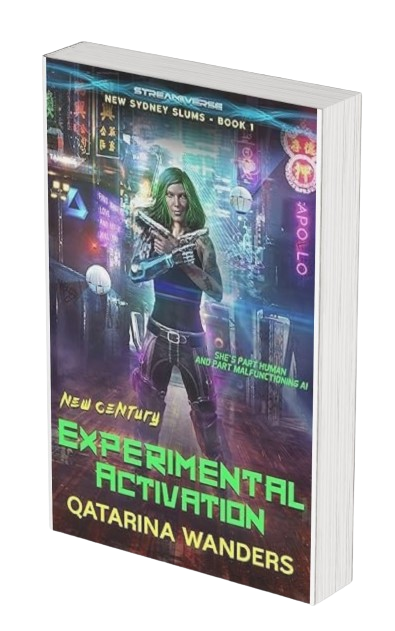 STREAMVERSE
NEW SYDNEY SLUMS - BOOK 1
APOLLO
SHE'S PART HUMAN
AND PART MALFUNCTIONING AI
NEW CENTURY
EXPERIMENTAL
ACTIVATION
QATARINA WANDERS